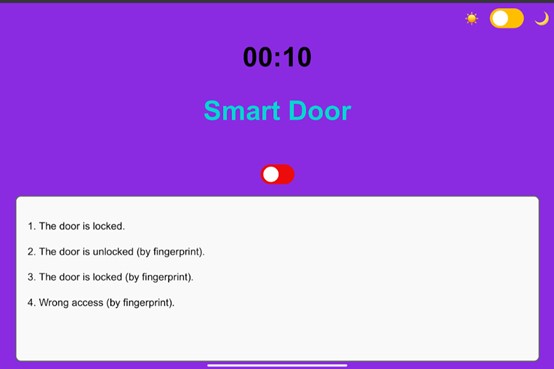 00:10
Smart Door
1. The door is locked.
2. The door is unlocked (by fingerprint).
3. The door is locked (by fingerprint).
4. Wrong access (by fingerprint).